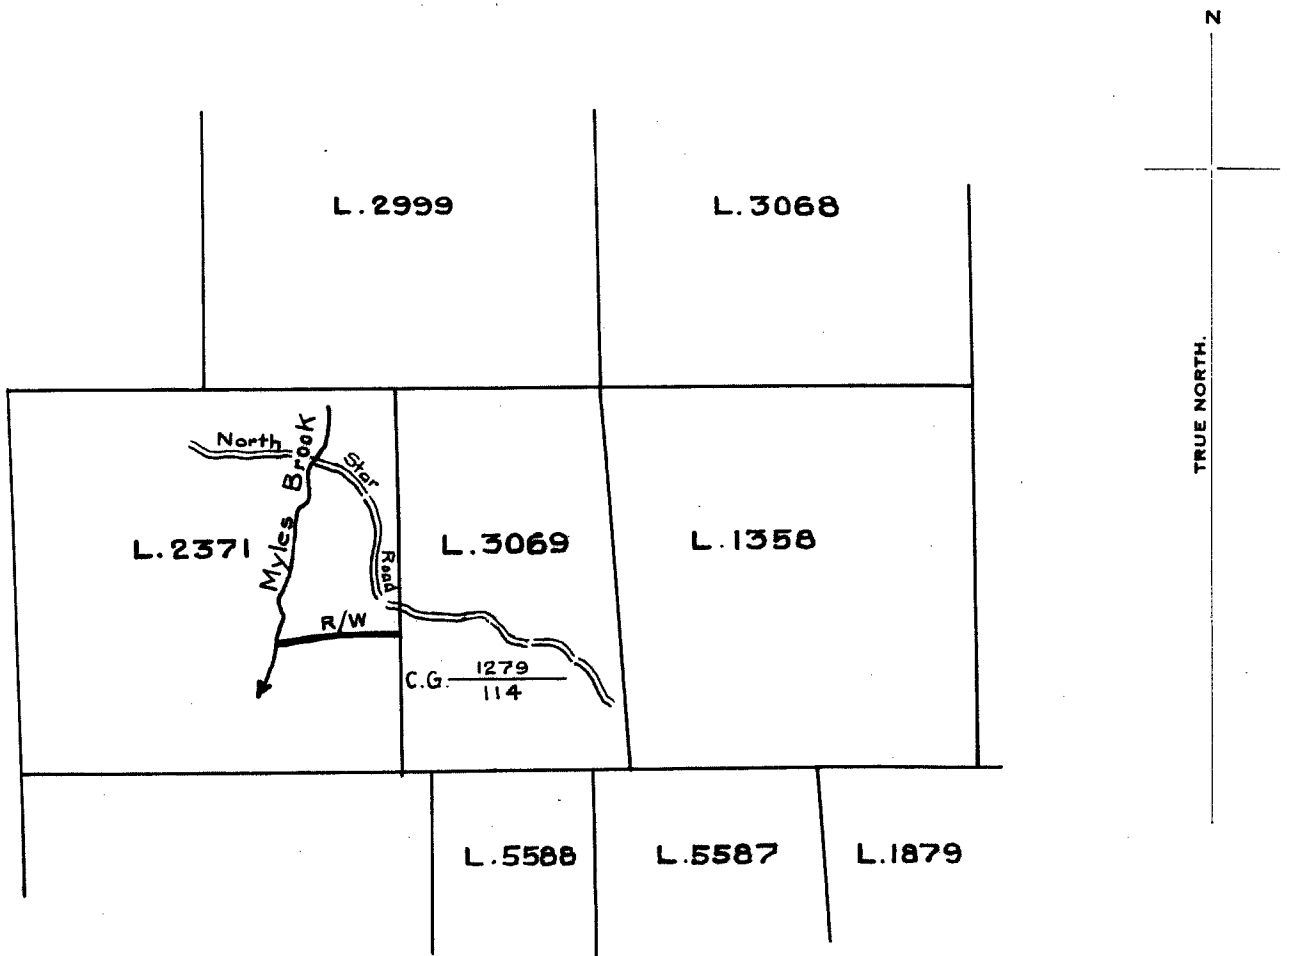 N
TRUE NORTH.
L.2999
L.3068
North Star Road
Myles Brook
L.2371
L.3069
L.1358
R/W
C.G. 1279
114
L.5588
L.5587
L.1879